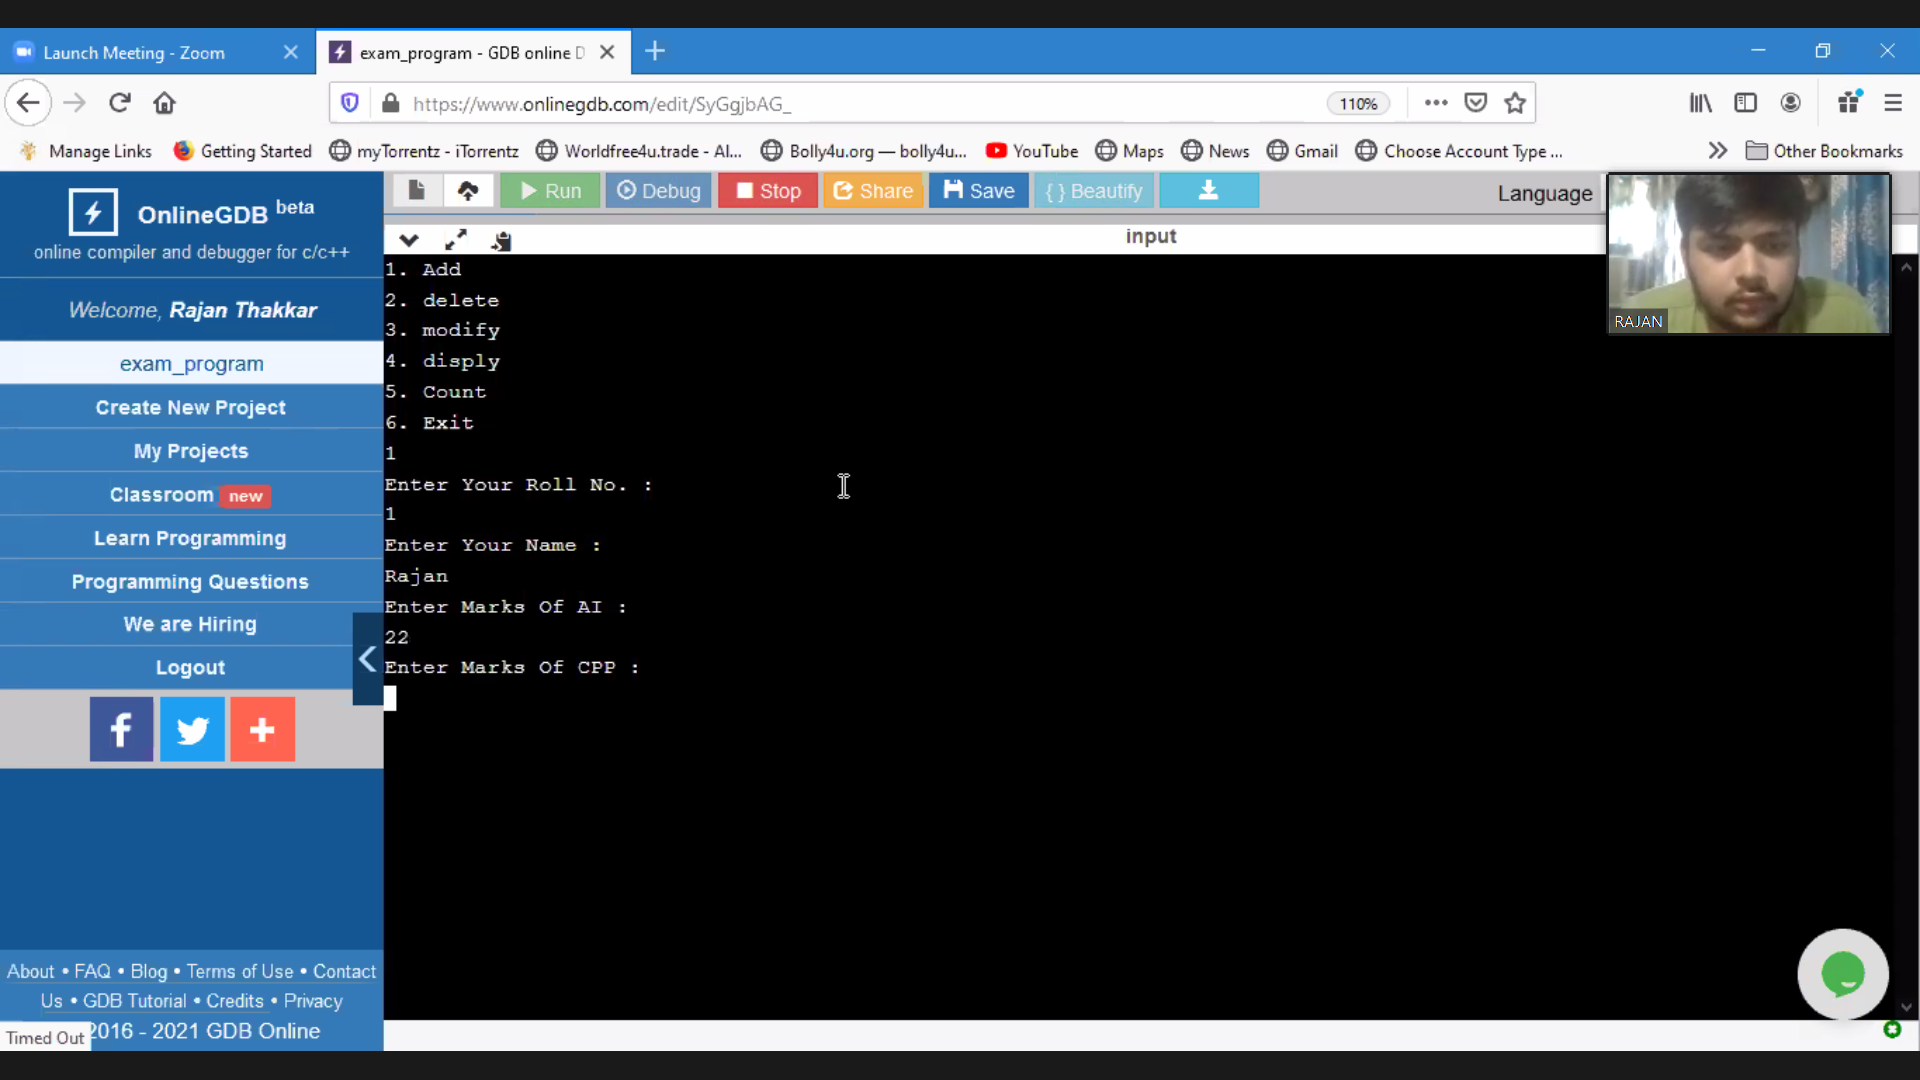 Launch Meeting - Zoom
exam_program - GDB online D
https://www.onlinegdb.com/edit/SyGgjbAG_
110%
Manage Links
Getting Started
myTorrentz - iTorrentz
Worldfree4u.trade - Al...
Bolly4u.org — bolly4u...
YouTube
Maps
News
Gmail
Choose Account Type ...
Other Bookmarks
OnlineGDB beta
online compiler and debugger for c/c++
Welcome, Rajan Thakkar
exam_program
Create New Project
My Projects
Classroom new
Learn Programming
Programming Questions
We are Hiring
Logout
About • FAQ • Blog • Terms of Use • Contact
Us • GDB Tutorial • Credits • Privacy
2016 - 2021 GDB Online
Timed Out
Run
Debug
Stop
Share
Save
{ } Beautify
Language
RAJAN
input
1. Add
2. delete
3. modify
4. disply
5. Count
6. Exit
1
Enter Your Roll No. :
1
Enter Your Name :
Rajan
Enter Marks Of AI :
22
Enter Marks Of CPP :